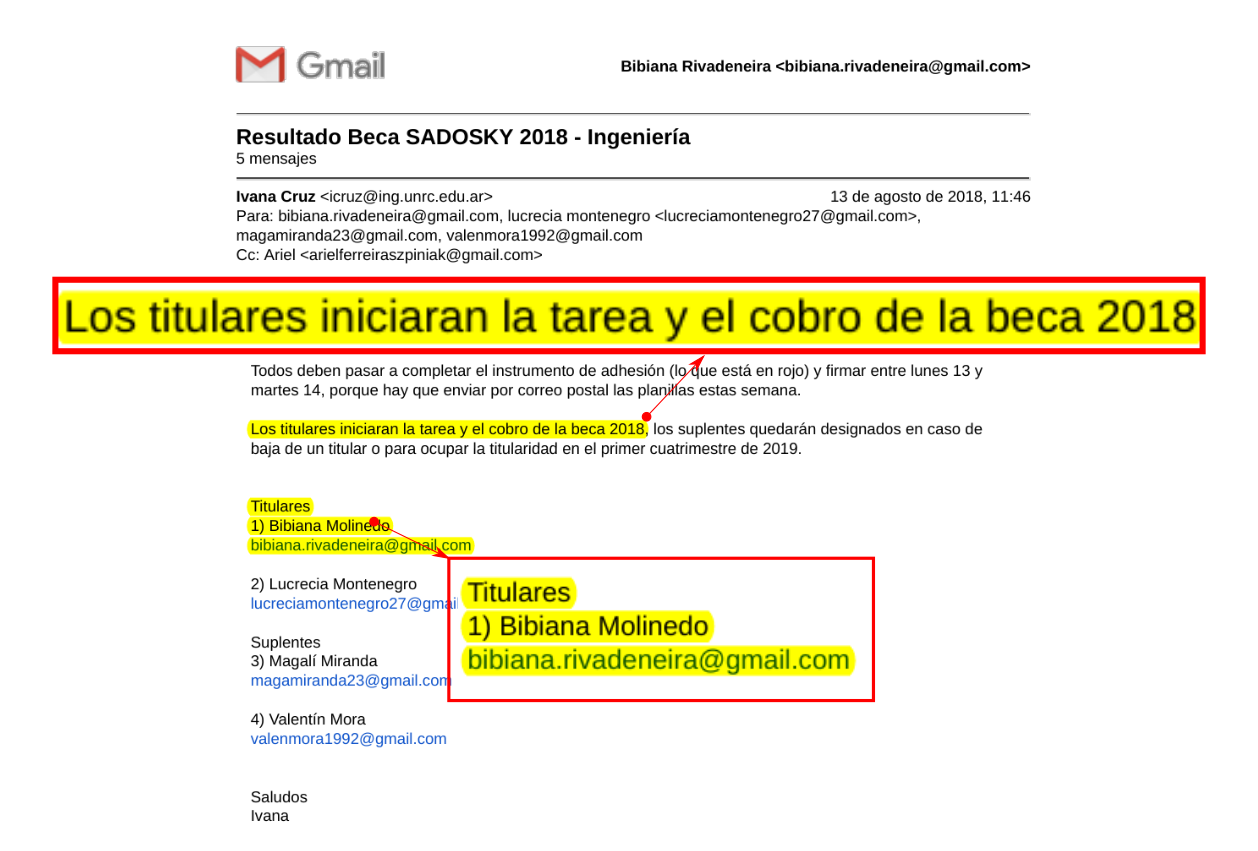 Gmail
Bibiana Rivadeneira <bibiana.rivadeneira@gmail.com>
Resultado Beca SADOSKY 2018 - Ingeniería
5 mensajes
Ivana Cruz <icruz@ing.unrc.edu.ar>
13 de agosto de 2018, 11:46
Para: bibiana.rivadeneira@gmail.com, lucrecia montenegro <lucreciamontenegro27@gmail.com>,
magamiranda23@gmail.com, valenmora1992@gmail.com
Cc: Ariel <arielferreiraszpiniak@gmail.com>
Los titulares iniciaran la tarea y el cobro de la beca 2018
Todos deben pasar a completar el instrumento de adhesión (lo que está en rojo) y firmar entre lunes 13 y
martes 14, porque hay que enviar por correo postal las planillas estas semana.
Los titulares iniciaran la tarea y el cobro de la beca 2018, los suplentes quedarán designados en caso de
baja de un titular o para ocupar la titularidad en el primer cuatrimestre de 2019.
Titulares
1) Bibiana Molinedo
bibiana.rivadeneira@gmail.com
2) Lucrecia Montenegro
lucreciamontenegro27@gmai
Titulares
1) Bibiana Molinedo
bibiana.rivadeneira@gmail.com
Suplentes
3) Magalí Miranda
magamiranda23@gmail.com
4) Valentín Mora
valenmora1992@gmail.com
Saludos
Ivana